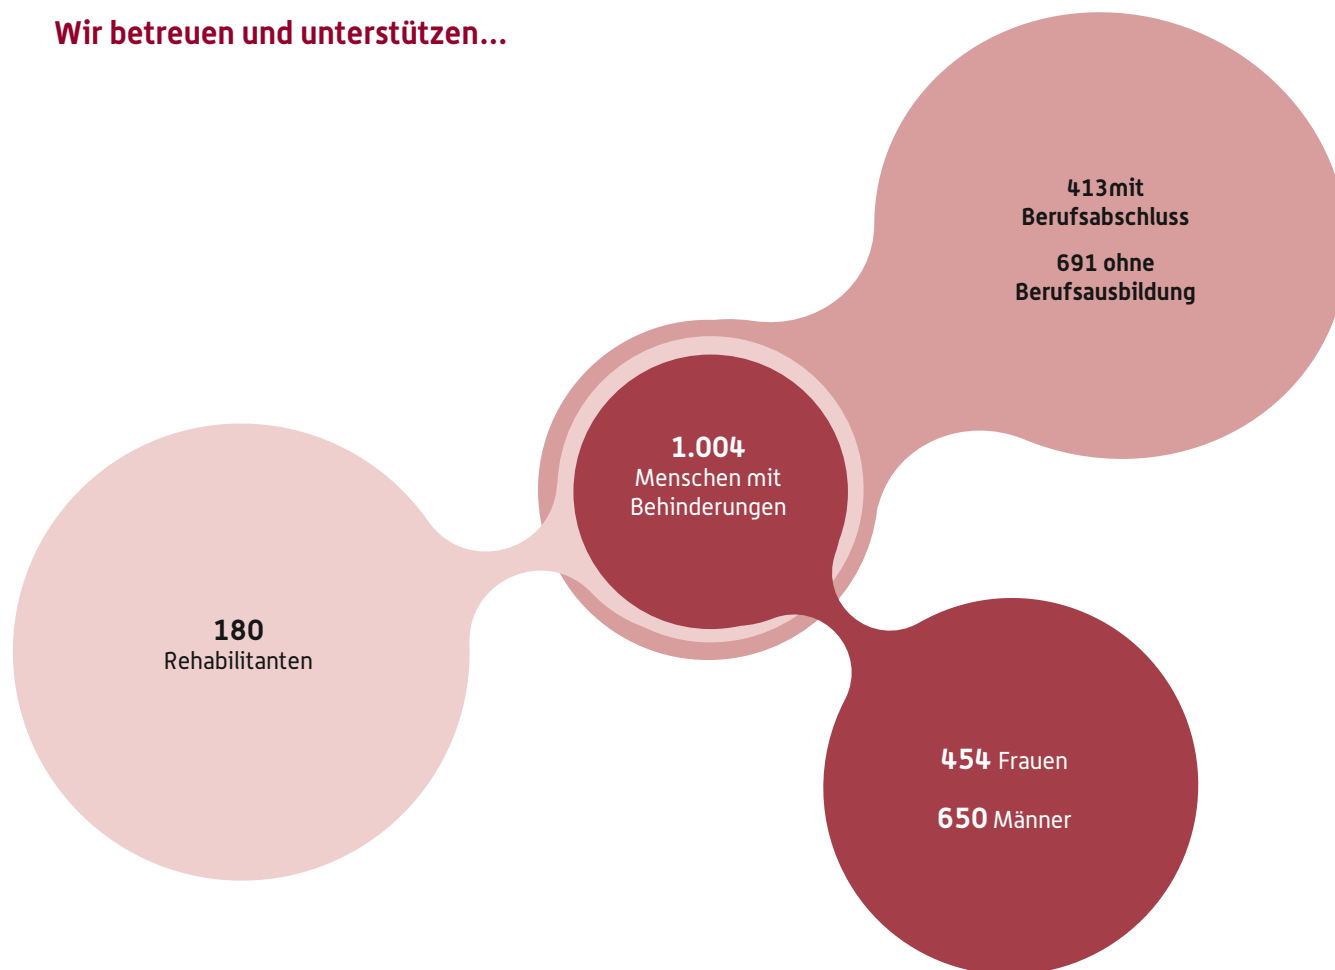 Wir betreuen und unterstützen...
413mit
Berufsabschluss
691 ohne
Berufsausbildung
1.004
Menschen mit
Behinderungen
180
Rehabilitanten
454 Frauen
650 Männer